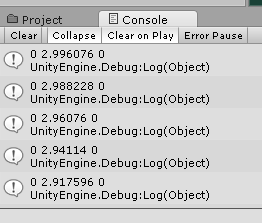 Project
Console
Clear Collapse Clear on Play Error Pause
0 2.996076 0
UnityEngine.Debug:Log(Object)
0 2.988228 0
UnityEngine.Debug:Log(Object)
0 2.96076 0
UnityEngine.Debug:Log(Object)
0 2.94114 0
UnityEngine.Debug:Log(Object)
0 2.917596 0
UnityEngine.Debug:Log(Object)